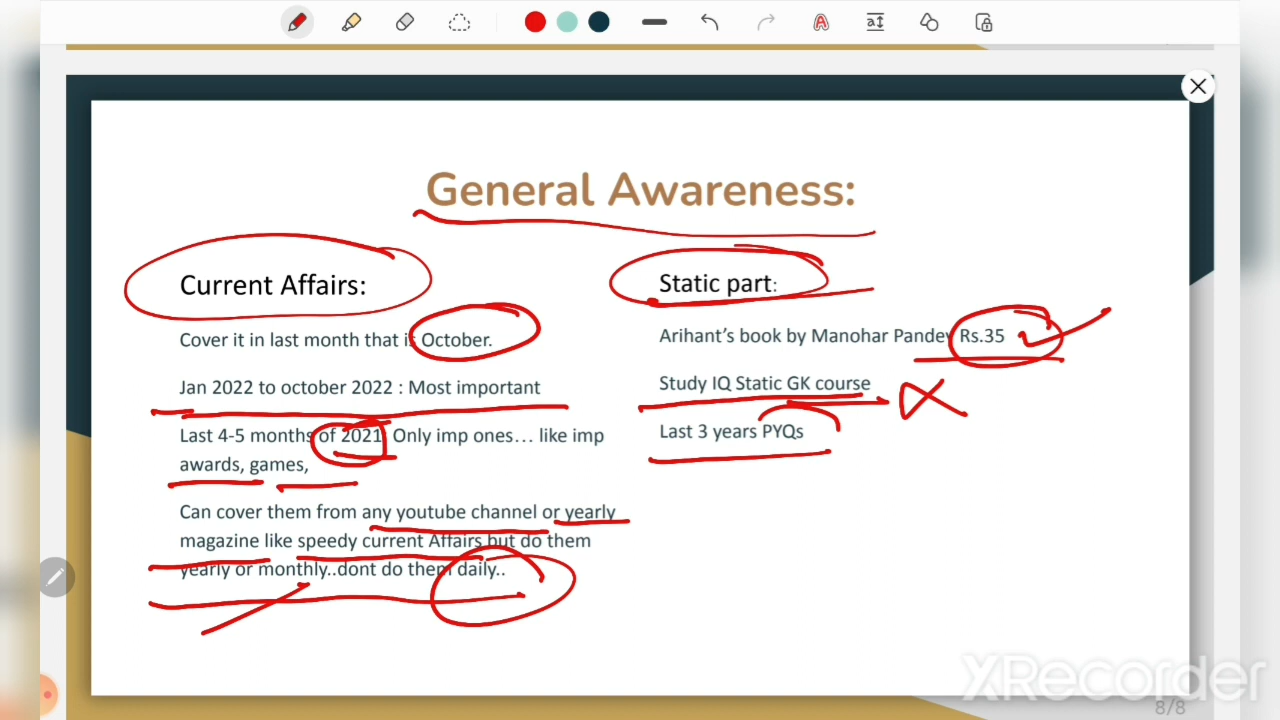 General Awareness:
Current Affairs:
Cover it in last month that is October.
Jan 2022 to october 2022 : Most important
Last 4-5 months of 2021 Only imp ones... like imp
awards, games,
Can cover them from any youtube channel or yearly
magazine like speedy current Affairs but do them
yearly or monthly..dont do them daily..
Static part:
Arihant's book by Manohar Pandey Rs.35
Study IQ Static GK course
Last 3 years PYQs
XRecorder
8/8